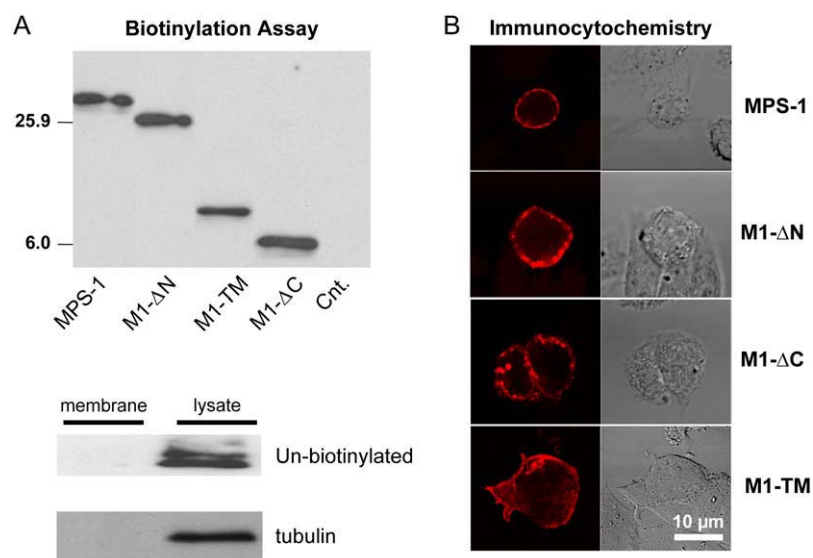 A
Biotinylation Assay
25.9
6.0
MPS-1
M1-ΔN
M1-TM
M1-ΔC
Cnt.
membrane
lysate
Un-biotinylated
tubulin
B
Immunocytochemistry
MPS-1
M1-ΔN
M1-ΔC
M1-TM
10 µm